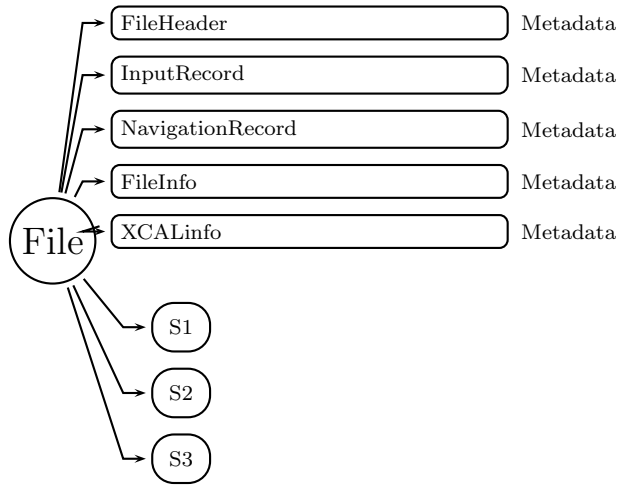 FileHeader Metadata
InputRecord Metadata
NavigationRecord Metadata
FileInfo Metadata
XCALinfo Metadata
File
S1
S2
S3